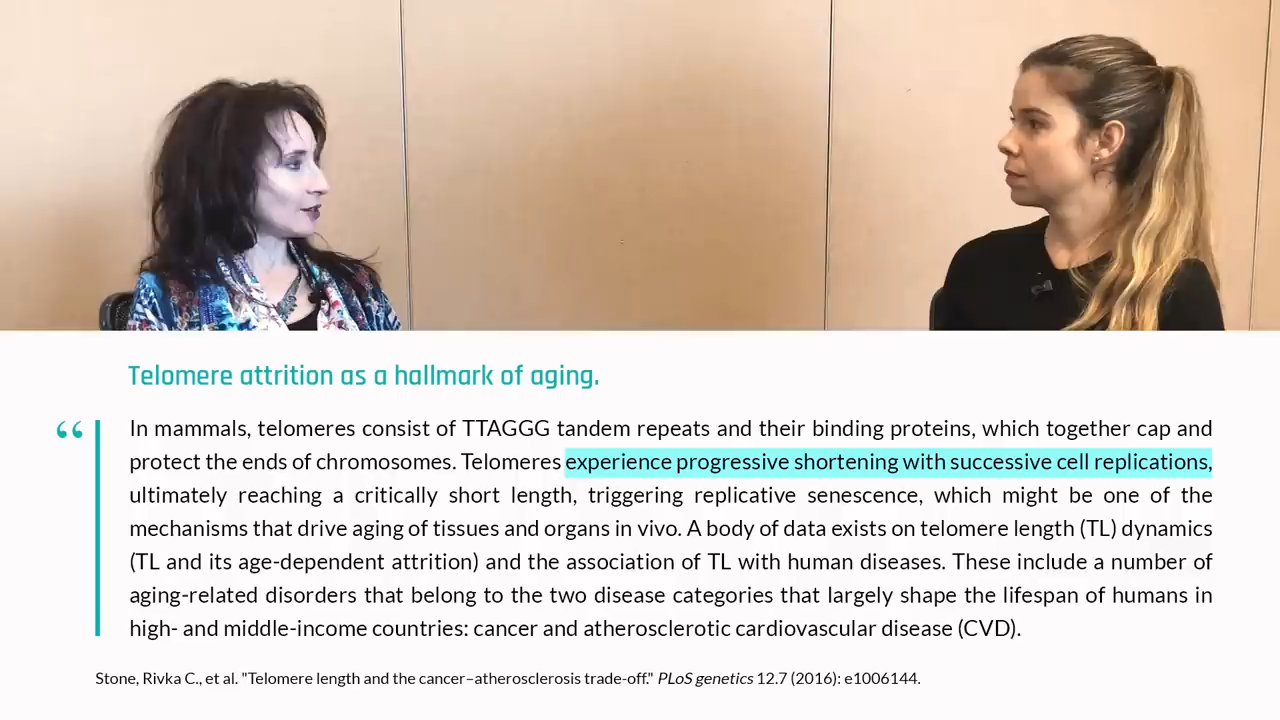 Telomere attrition as a hallmark of aging.
“
In mammals, telomeres consist of TTAGGG tandem repeats and their binding proteins, which together cap and
protect the ends of chromosomes. Telomeres experience progressive shortening with successive cell replications,
ultimately reaching a critically short length, triggering replicative senescence, which might be one of the
mechanisms that drive aging of tissues and organs in vivo. A body of data exists on telomere length (TL) dynamics
(TL and its age-dependent attrition) and the association of TL with human diseases. These include a number of
aging-related disorders that belong to the two disease categories that largely shape the lifespan of humans in
high- and middle-income countries: cancer and atherosclerotic cardiovascular disease (CVD).
Stone, Rivka C., et al. "Telomere length and the cancer–atherosclerosis trade-off." PLoS genetics 12.7 (2016): e1006144.